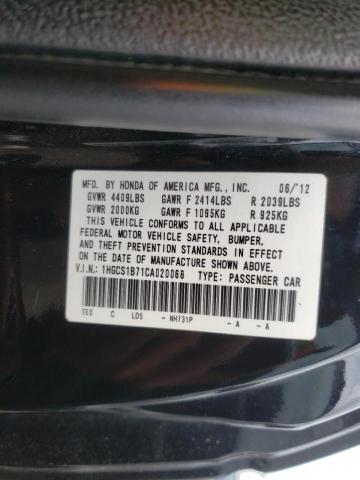 MFD. BY HONDA OF AMERICA MFG., INC. 06/'12
GVWR 4409LBS GAWR F 2414LBS R 2039LBS
GVWR 2000KG GAWR F 1095KG R 925KG
THIS VEHICLE CONFORMS TO ALL APPLICABLE
FEDERAL MOTOR VEHICLE SAFETY, BUMPER,
AND THEFT PREVENTION STANDARDS IN EFFECT
ON THE DATE OF MANUFACTURE SHOWN ABOVE.
V.I.N.: 1HGCS1B71CA020068 TYPE: PASSENGER CAR
TE0 C LD5 - NH731P - A - A